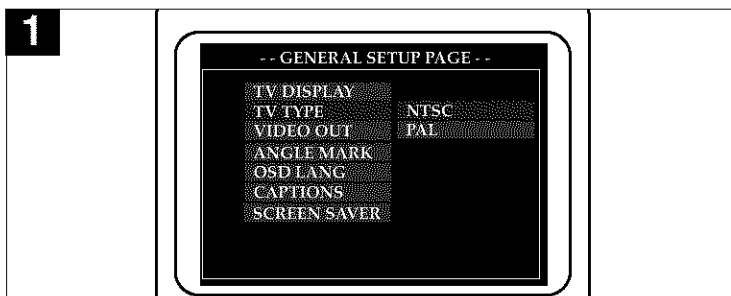 1
- - GENERAL SETUP PAGE - -
TV DISPLAY
TV TYPE NTSC
VIDEO OUT PAL
ANGLE MARK
OSD LANG
CAPTIONS
SCREEN SAVER